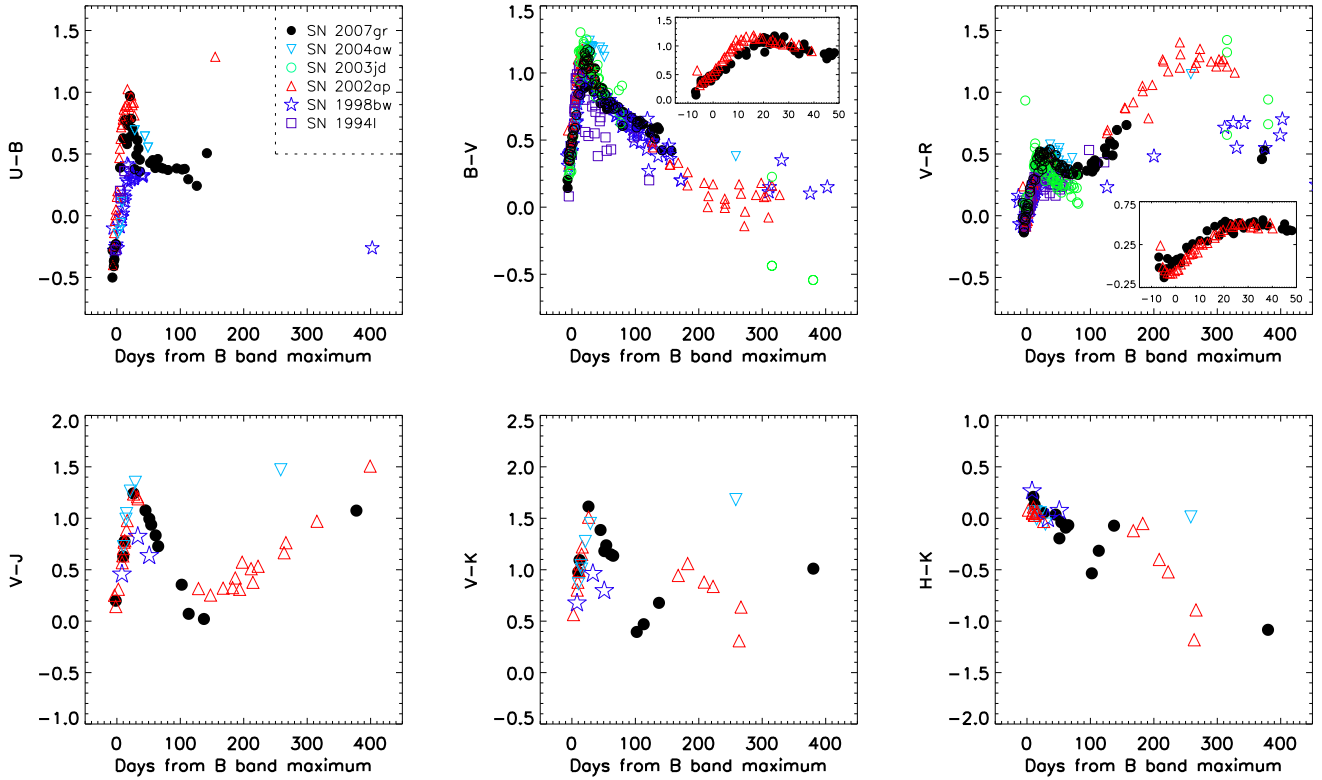 SN 2007gr
SN 2004aw
SN 2003jd
SN 2002ap
SN 1998bw
SN 1994I
U−B
1.5
1.0
0.5
0.0
−0.5
0 100 200 300 400
Days from B band maximum
B−V
1.5
1.0
0.5
0.0
−0.5
0 100 200 300 400
Days from B band maximum
1.5
1.0
0.5
0.0
−10 0 10 20 30 40 50
V−R
1.5
1.0
0.5
0.0
−0.5
0 100 200 300 400
Days from B band maximum
0.75
0.25
−0.25
−10 0 10 20 30 40 50
V−J
2.0
1.5
1.0
0.5
0.0
−0.5
−1.0
0 100 200 300 400
Days from B band maximum
V−K
2.5
2.0
1.5
1.0
0.5
0.0
−0.5
0 100 200 300 400
Days from B band maximum
H−K
1.0
0.5
0.0
−0.5
−1.0
−1.5
−2.0
0 100 200 300 400
Days from B band maximum